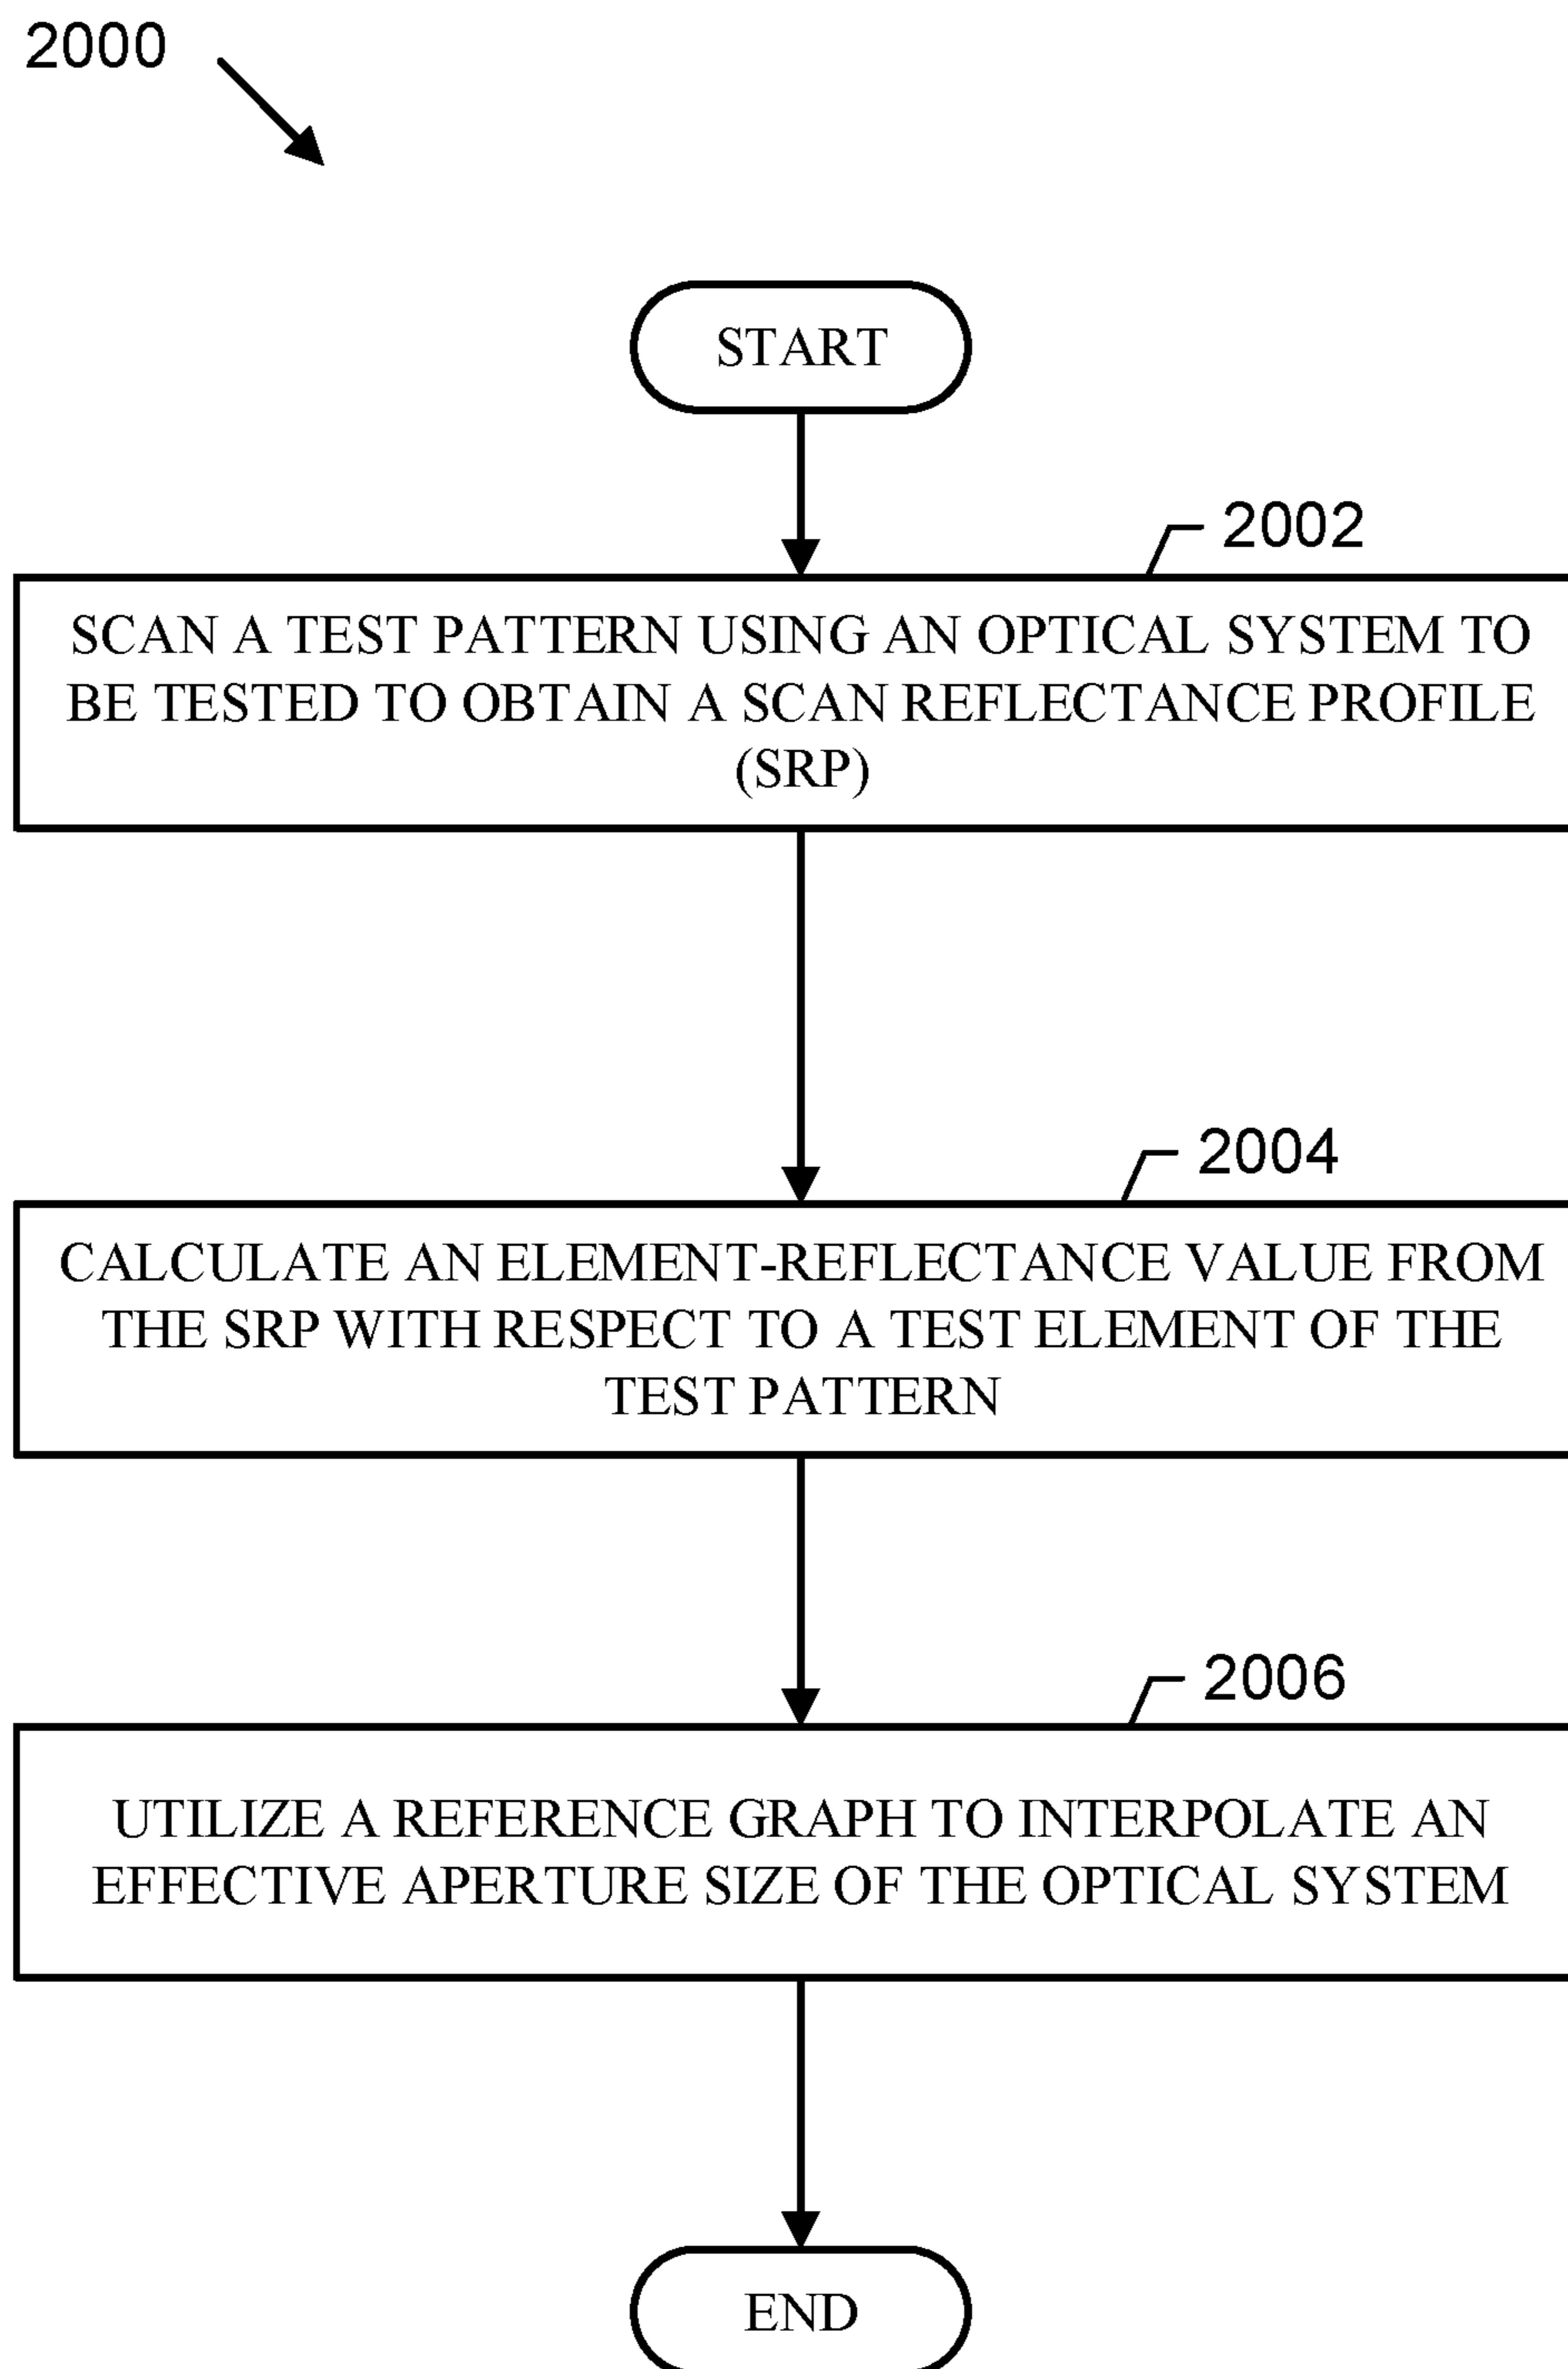 2000
START
2002
SCAN A TEST PATTERN USING AN OPTICAL SYSTEM TO
BE TESTED TO OBTAIN A SCAN REFLECTANCE PROFILE
(SRP)
2004
CALCULATE AN ELEMENT-REFLECTANCE VALUE FROM
THE SRP WITH RESPECT TO A TEST ELEMENT OF THE
TEST PATTERN
2006
UTILIZE A REFERENCE GRAPH TO INTERPOLATE AN
EFFECTIVE APERTURE SIZE OF THE OPTICAL SYSTEM
END